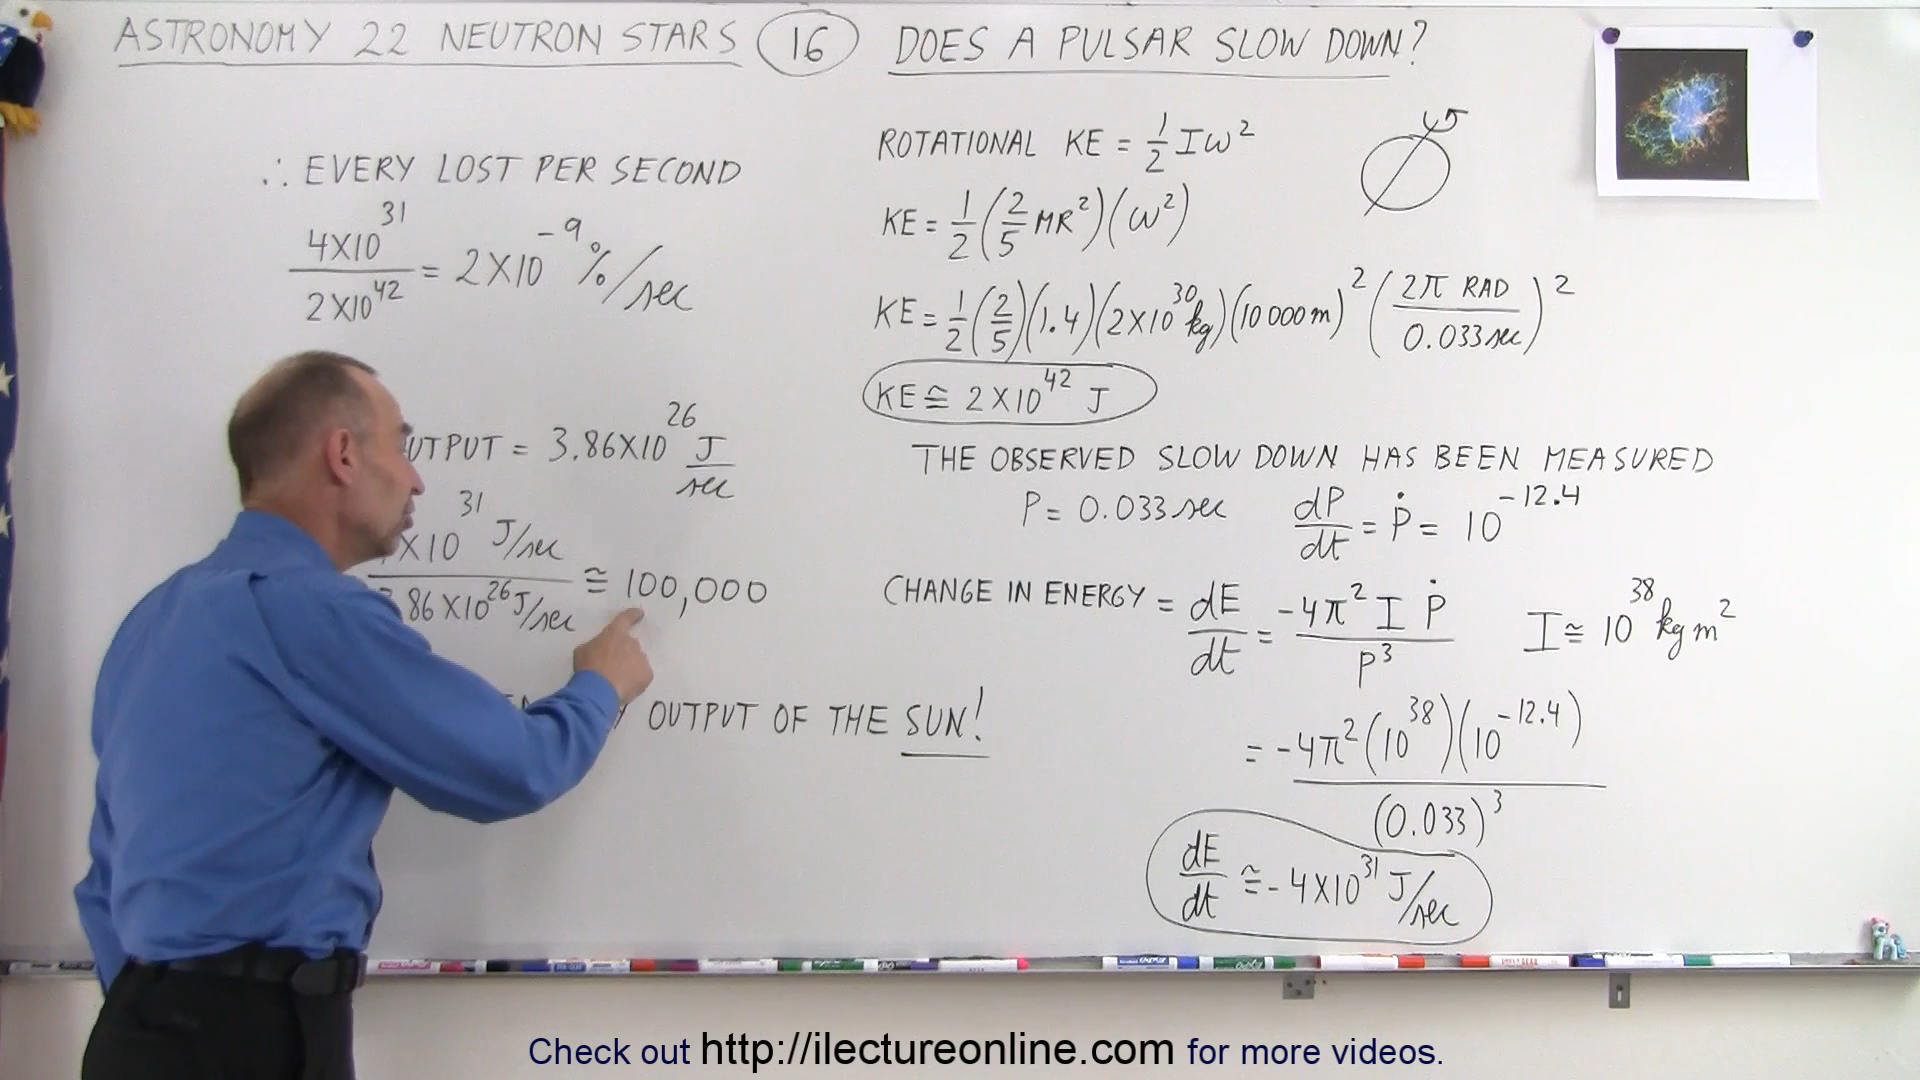 ASTRONOMY 22 NEUTRON STARS 16 DOES A PULSAR SLOW DOWN?
∴ EVERY LOST PER SECOND
4X10^31 / 2X10^42 = 2X10^-9 %/sec
OUTPUT = 3.86X10^26 J/sec
X10^31 J/sec / .86X10^26 J/sec ≅ 100,000
OUTPUT OF THE SUN!
ROTATIONAL KE = 1/2 Iω^2
KE = 1/2 (2/5 MR^2)(ω^2)
KE = 1/2 (2/5)(1.4)(2X10^30 kg)(10000m)^2 (2π RAD / 0.033sec)^2
KE ≅ 2X10^42 J
THE OBSERVED SLOW DOWN HAS BEEN MEASURED
P = 0.033 sec dP/dt = Ṗ = 10^-12.4
CHANGE IN ENERGY = dE/dt = -4π^2 I Ṗ / P^3 I ≅ 10^38 kg m^2
= -4π^2 (10^38)(10^-12.4) / (0.033)^3
dE/dt ≅ -4X10^31 J/sec
Check out http://ilectureonline.com for more videos.